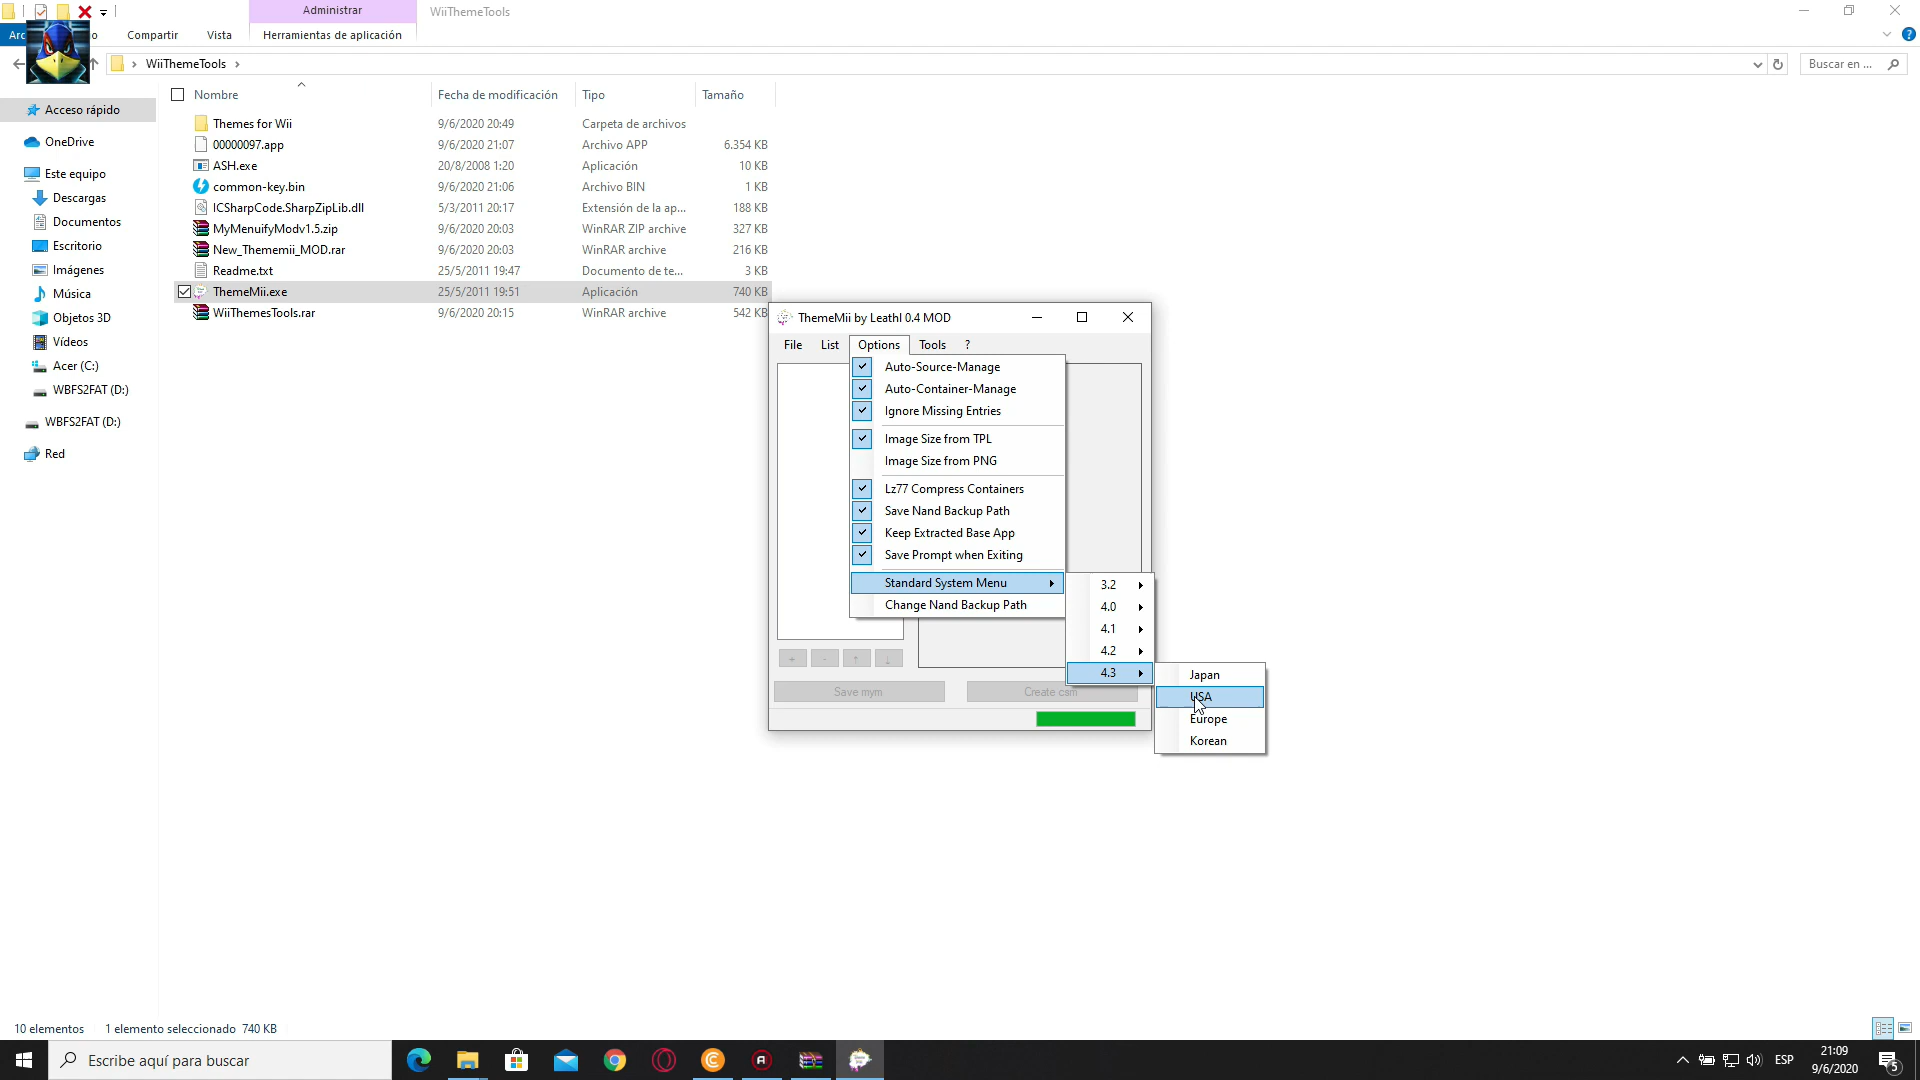 Administrar
WiiThemeTools
Arc
o
Compartir
Vista
Herramientas de aplicación
WiiThemeTools
Buscar en ...
Nombre
Fecha de modificación
Tipo
Tamaño
Acceso rápido
OneDrive
Este equipo
Descargas
Documentos
Escritorio
Imágenes
Música
Objetos 3D
Vídeos
Acer (C:)
WBFS2FAT (D:)
WBFS2FAT (D:)
Red
Themes for Wii 9/6/2020 20:49 Carpeta de archivos
00000097.app 9/6/2020 21:07 Archivo APP 6.354 KB
ASH.exe 20/8/2008 1:20 Aplicación 10 KB
common-key.bin 9/6/2020 21:06 Archivo BIN 1 KB
ICSharpCode.SharpZipLib.dll 5/3/2011 20:17 Extensión de la ap... 188 KB
MyMenuifyModv1.5.zip 9/6/2020 20:03 WinRAR ZIP archive 327 KB
New_Thememii_MOD.rar 9/6/2020 20:03 WinRAR archive 216 KB
Readme.txt 25/5/2011 19:47 Documento de te... 3 KB
ThemeMii.exe 25/5/2011 19:51 Aplicación 740 KB
WiiThemesTools.rar 9/6/2020 20:15 WinRAR archive 542 KB
ThemeMii by Leathl 0.4 MOD
File List Options Tools ?
Auto-Source-Manage
Auto-Container-Manage
Ignore Missing Entries
Image Size from TPL
Image Size from PNG
Lz77 Compress Containers
Save Nand Backup Path
Keep Extracted Base App
Save Prompt when Exiting
Standard System Menu
Change Nand Backup Path
3.2
4.0
4.1
4.2
4.3
Japan
USA
Europe
Korean
+ -
Save mym
Create csm
10 elementos 1 elemento seleccionado 740 KB
Escribe aquí para buscar
ESP
21:09
9/6/2020
5